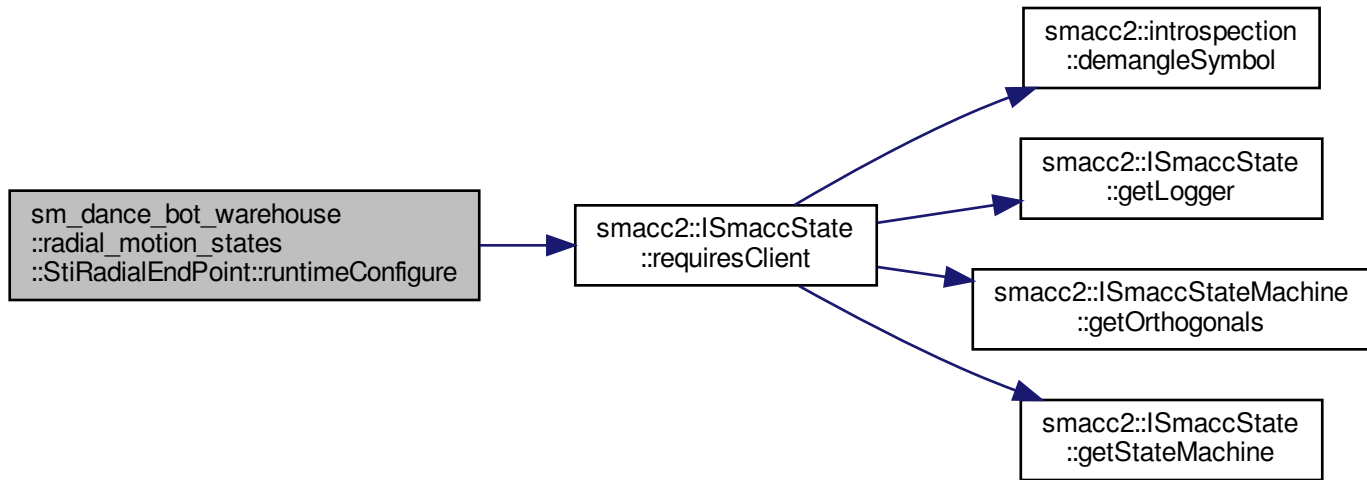 sm_dance_bot_warehouse
::radial_motion_states
::StiRadialEndPoint::runtimeConfigure
smacc2::ISmaccState
::requiresClient
smacc2::introspection
::demangleSymbol
smacc2::ISmaccState
::getLogger
smacc2::ISmaccStateMachine
::getOrthogonals
smacc2::ISmaccState
::getStateMachine